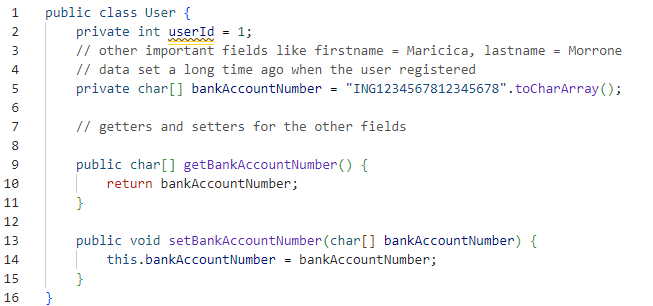 1 public class User {
2     private int userId = 1;
3     // other important fields like firstname = Maricica, lastname = Morrone
4     // data set a long time ago when the user registered
5     private char[] bankAccountNumber = "ING1234567812345678".toCharArray();
6
7     // getters and setters for the other fields
8
9     public char[] getBankAccountNumber() {
10         return bankAccountNumber;
11     }
12
13     public void setBankAccountNumber(char[] bankAccountNumber) {
14         this.bankAccountNumber = bankAccountNumber;
15     }
16 }